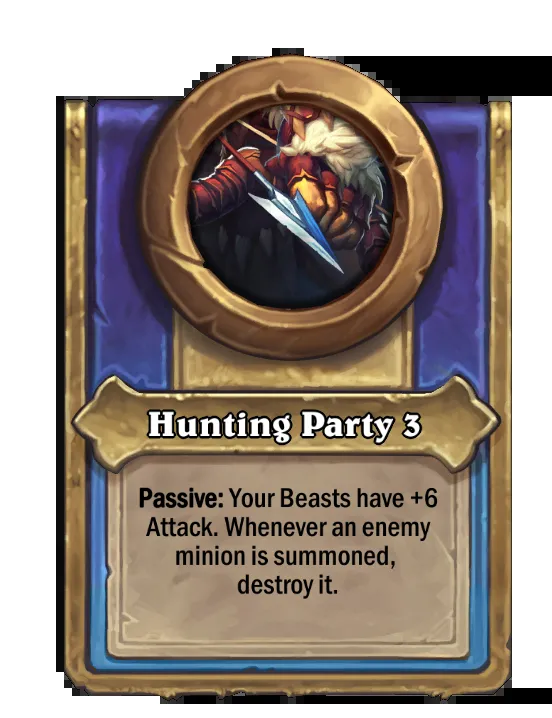 Hunting Party 3
Passive: Your Beasts have +6
Attack. Whenever an enemy
minion is summoned,
destroy it.